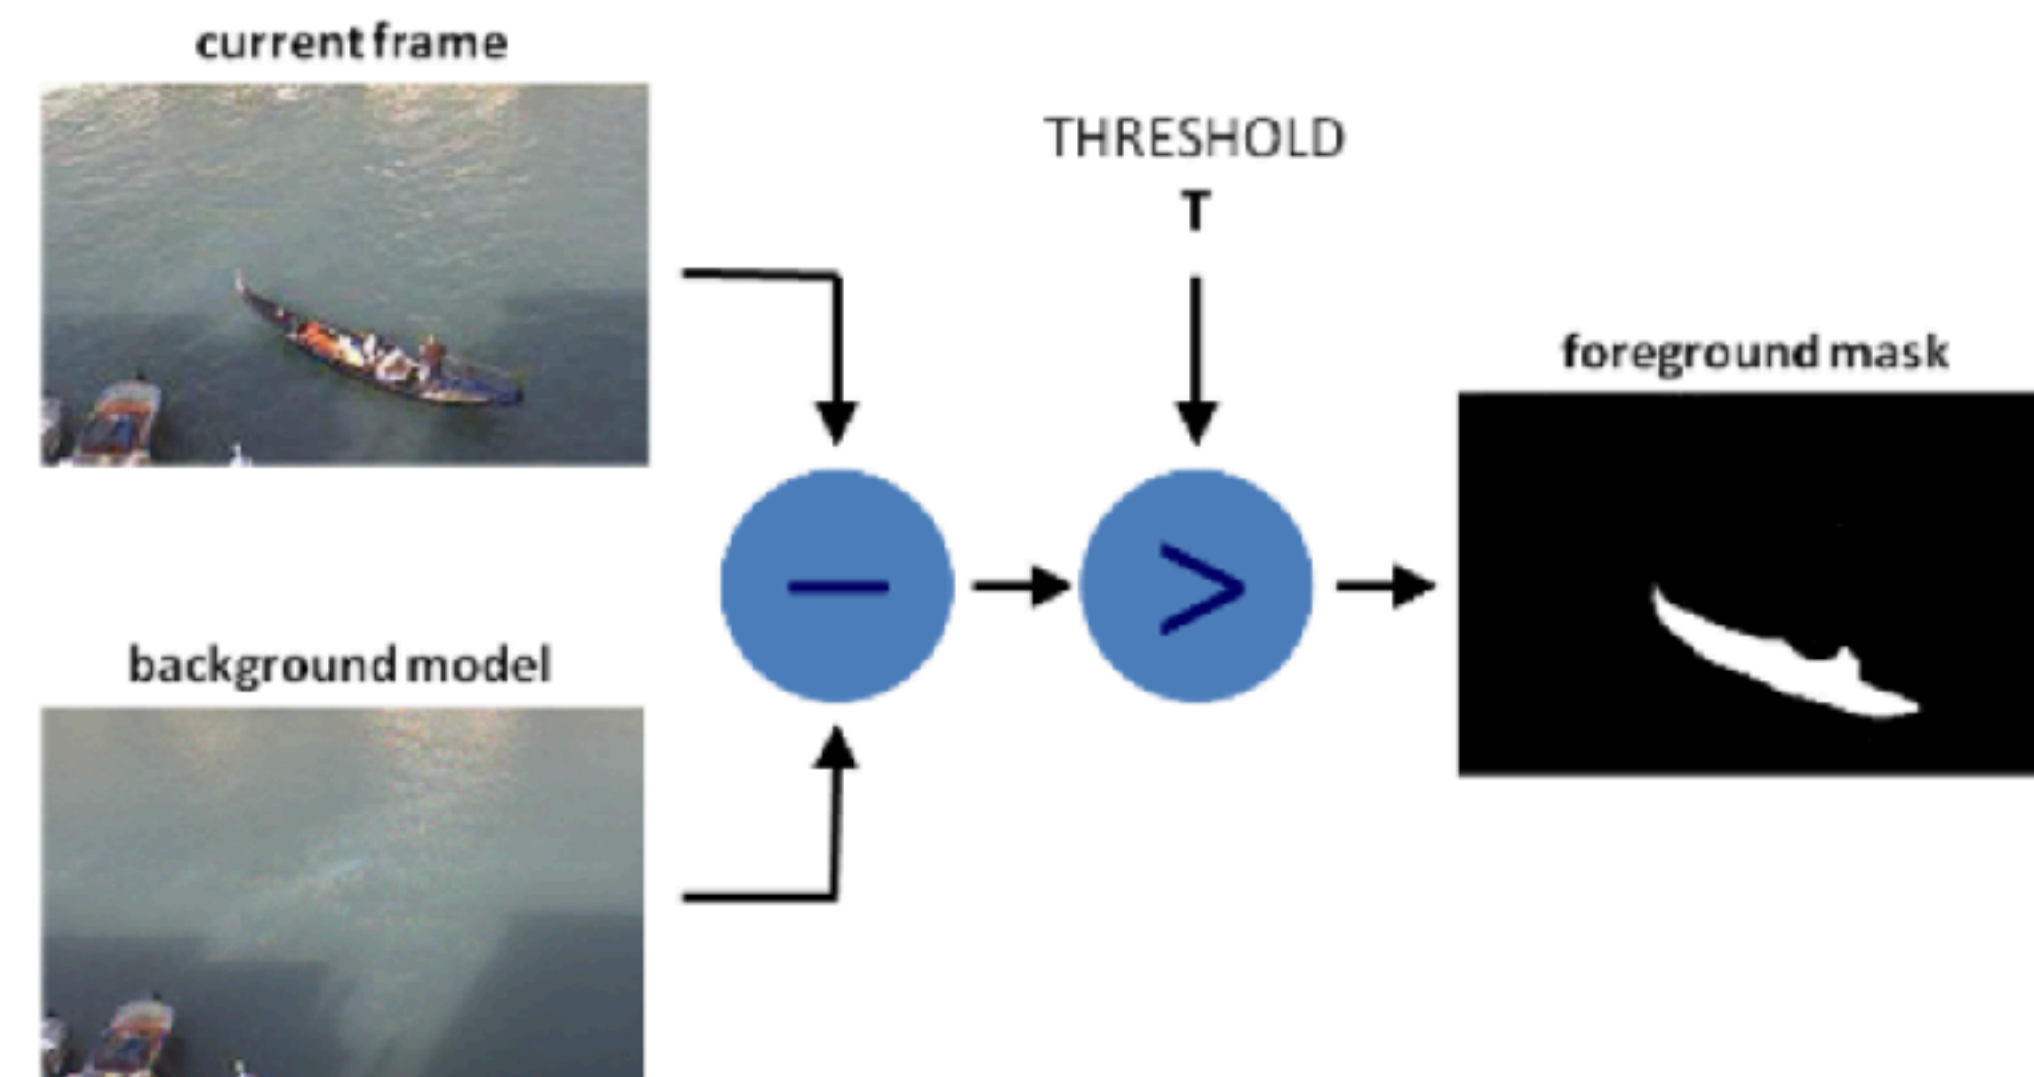 current frame
THRESHOLD
T
foreground mask
background model